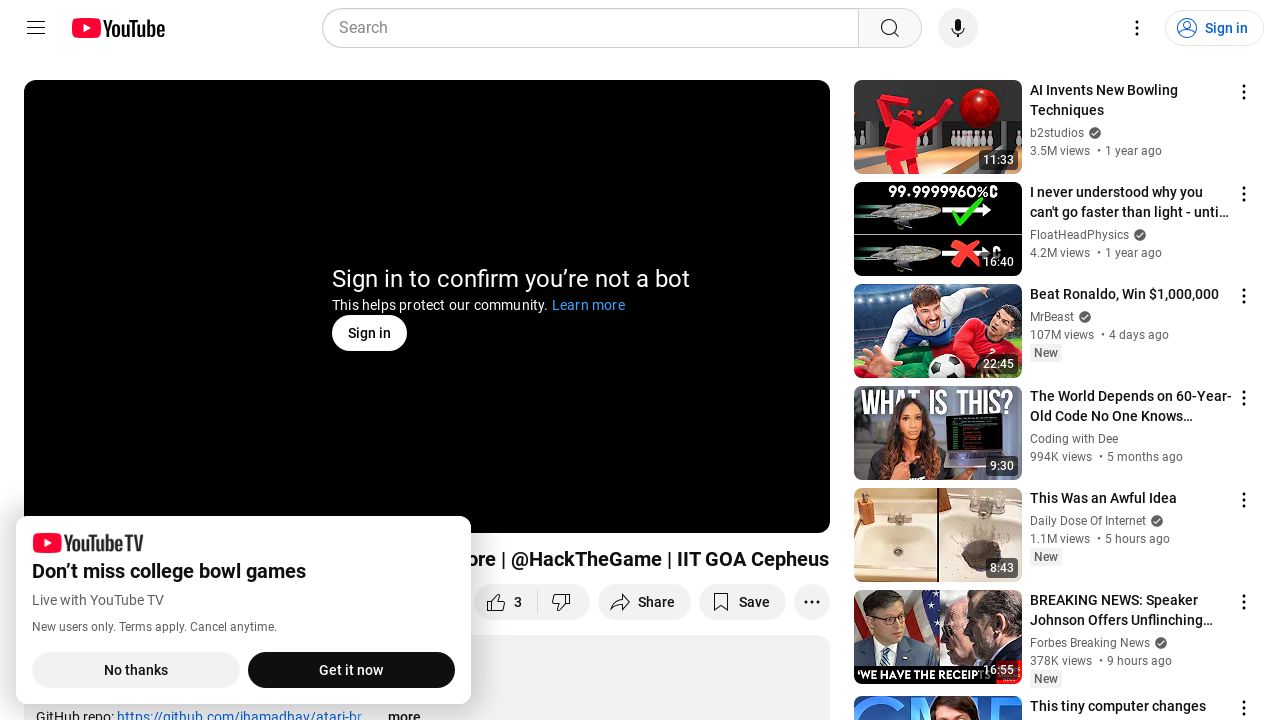 YouTube
Search
Sign in
Sign in to confirm you’re not a bot
This helps protect our community. Learn more
Sign in
ore | @HackTheGame | IIT GOA Cepheus
3
Share
Save
YouTube TV
Don’t miss college bowl games
Live with YouTube TV
New users only. Terms apply. Cancel anytime.
No thanks
Get it now
GitHub repo: https://github.com/jhamadhav/atari-br...
...more
11:33
AI Invents New Bowling
Techniques
b2studios
3.5M views • 1 year ago
99.9999960%C
16:40
I never understood why you
can't go faster than light - unti…
FloatHeadPhysics
4.2M views • 1 year ago
22:45
Beat Ronaldo, Win $1,000,000
MrBeast
107M views • 4 days ago
New
WHAT IS THIS?
9:30
The World Depends on 60-Year-
Old Code No One Knows…
Coding with Dee
994K views • 5 months ago
8:43
This Was an Awful Idea
Daily Dose Of Internet
1.1M views • 5 hours ago
New
'WE HAVE THE RECEIPTS'
16:55
BREAKING NEWS: Speaker
Johnson Offers Unflinching…
Forbes Breaking News
378K views • 9 hours ago
New
This tiny computer changes